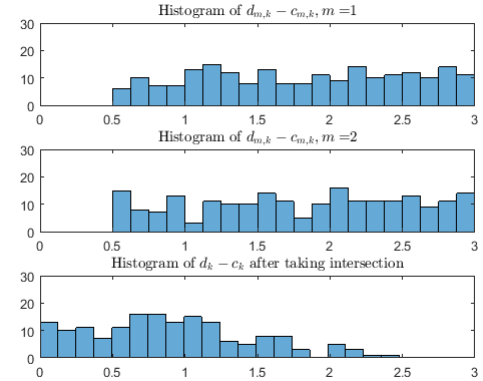 Histogram of $d_{m,k} - c_{m,k}, m =1$
30
20
10
0
0 0.5 1 1.5 2 2.5 3
Histogram of $d_{m,k} - c_{m,k}, m =2$
30
20
10
0
0 0.5 1 1.5 2 2.5 3
Histogram of $d_k - c_k$ after taking intersection
30
20
10
0
0 0.5 1 1.5 2 2.5 3